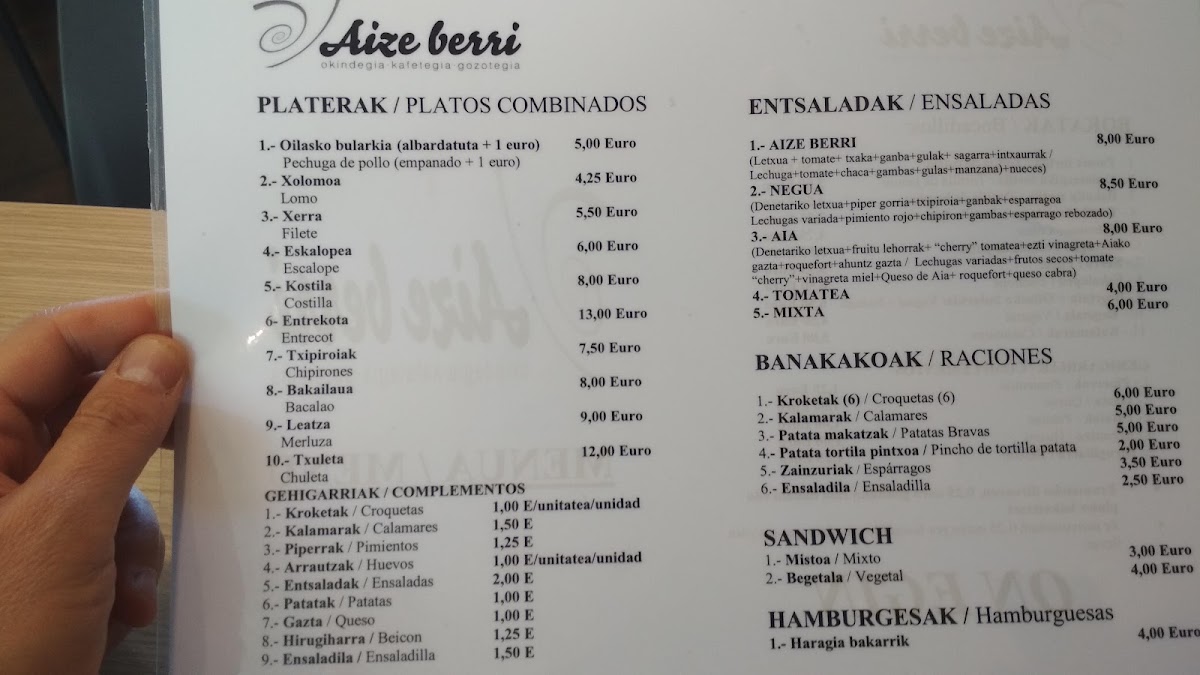 Aize berri
okindegia·kafetegia·gozotegia
PLATERAK / PLATOS COMBINADOS
1.- Oilasko bularkia (albardatuta + 1 euro) 5,00 Euro
Pechuga de pollo (empanado + 1 euro)
2.- Xolomoa 4,25 Euro
Lomo
3.- Xerra 5,50 Euro
Filete
4.- Eskalopea 6,00 Euro
Escalope
5.- Kostila 8,00 Euro
Costilla
6- Entrekota 13,00 Euro
Entrecot
7.- Txipiroiak 7,50 Euro
Chipirones
8.- Bakailaua 8,00 Euro
Bacalao
9.- Leatza 9,00 Euro
Merluza
10.- Txuleta 12,00 Euro
Chuleta
GEHIGARRIAK / COMPLEMENTOS
1.- Kroketak / Croquetas 1,00 E/unitatea/unidad
2.- Kalamarak / Calamares 1,50 E
3.- Piperrak / Pimientos 1,25 E
4.- Arrautzak / Huevos 1,00 E/unitatea/unidad
5.- Entsaladak / Ensaladas 2,00 E
6.- Patatak / Patatas 1,00 E
7.- Gazta / Queso 1,00 E
8.- Hirugiharra / Beicon 1,25 E
9.- Ensaladila / Ensaladilla 1,50 E
ENTSALADAK / ENSALADAS
1.- AIZE BERRI 8,00 Euro
(Letxua + tomate+ txaka+ganba+gulak+ sagarra+intxaurrak /
Lechuga+tomate+chaca+gambas+gulas+manzana)+nueces)
2.- NEGUA 8,50 Euro
(Denetariko letxua+piper gorria+txipiroia+ganbak+esparragoa
Lechugas variada+pimiento rojo+chipiron+gambas+esparrago rebozado)
3.- AIA 8,00 Euro
(Denetariko letxua+fruitu lehorrak+ “cherry” tomatea+ezti vinagreta+Aiako
gazta+roquefort+ahuntz gazta / Lechugas variadas+frutos secos+tomate
“cherry”+vinagreta miel+Queso de Aia+ roquefort+queso cabra)
4.- TOMATEA 4,00 Euro
5.- MIXTA 6,00 Euro
BANAKAKOAK / RACIONES
1.- Kroketak (6) / Croquetas (6) 6,00 Euro
2.- Kalamarak / Calamares 5,00 Euro
3.- Patata makatzak / Patatas Bravas 5,00 Euro
4.- Patata tortila pintxoa / Pincho de tortilla patata 2,00 Euro
5.- Zainzuriak / Espárragos 3,50 Euro
6.- Ensaladila / Ensaladilla 2,50 Euro
SANDWICH
1.- Mistoa / Mixto 3,00 Euro
2.- Begetala / Vegetal 4,00 Euro
HAMBURGESAK / Hamburguesas
1.- Haragia bakarrik 4,00 Euro